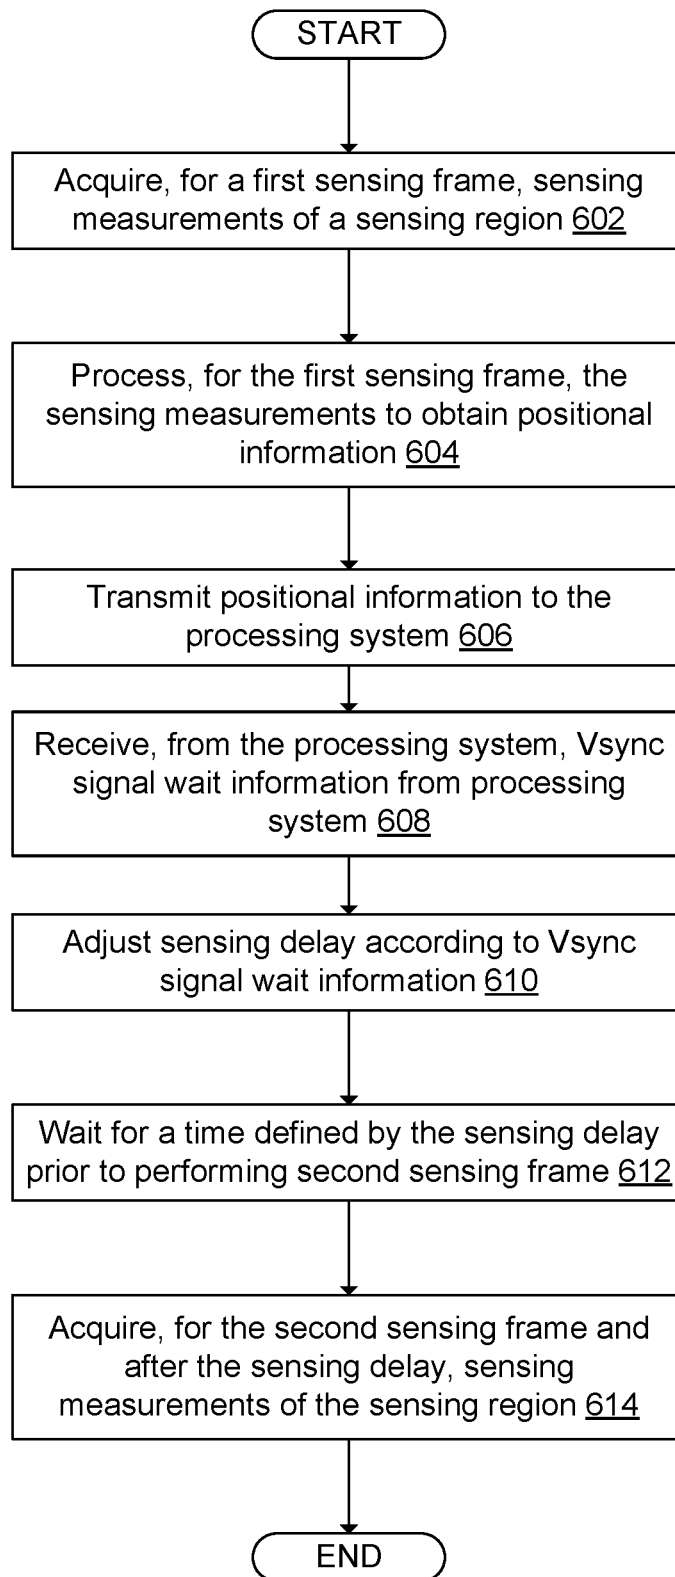 START
Acquire, for a first sensing frame, sensing
measurements of a sensing region 602
Process, for the first sensing frame, the
sensing measurements to obtain positional
information 604
Transmit positional information to the
processing system 606
Receive, from the processing system, Vsync
signal wait information from processing
system 608
Adjust sensing delay according to Vsync
signal wait information 610
Wait for a time defined by the sensing delay
prior to performing second sensing frame 612
Acquire, for the second sensing frame and
after the sensing delay, sensing
measurements of the sensing region 614
END